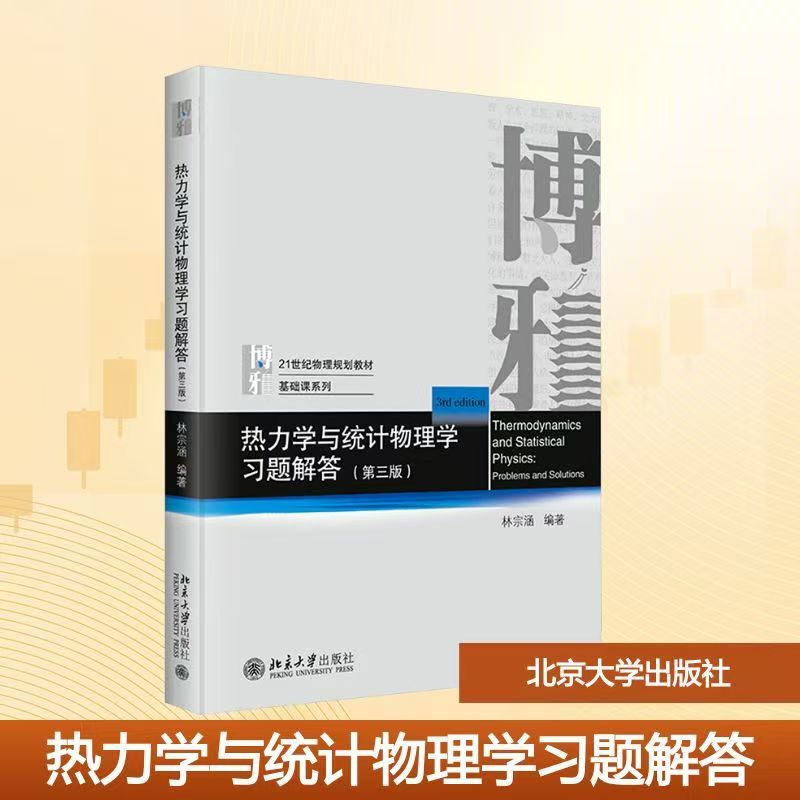 博雅
热力学与统计物理学习题解答(第三版)
林宗涵 编著
北京大学出版社
PEKING UNIVERSITY PRESS
博雅
博雅
21世纪物理规划教材
基础课系列
3rd edition
热力学与统计物理学
习题解答(第三版)
Thermodynamics
and Statistical
Physics:
Problems and Solutions
林宗涵 编著
北京大学出版社
PEKING UNIVERSITY PRESS
北京大学出版社
热力学与统计物理学习题解答